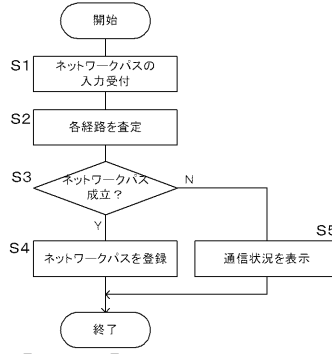 開始
S1
ネットワークパスの
入力受付
S2
各経路を査定
S3
ネットワークパス
成立?
N
Y
S4
ネットワークパスを登録
S5
通信状況を表示
終了